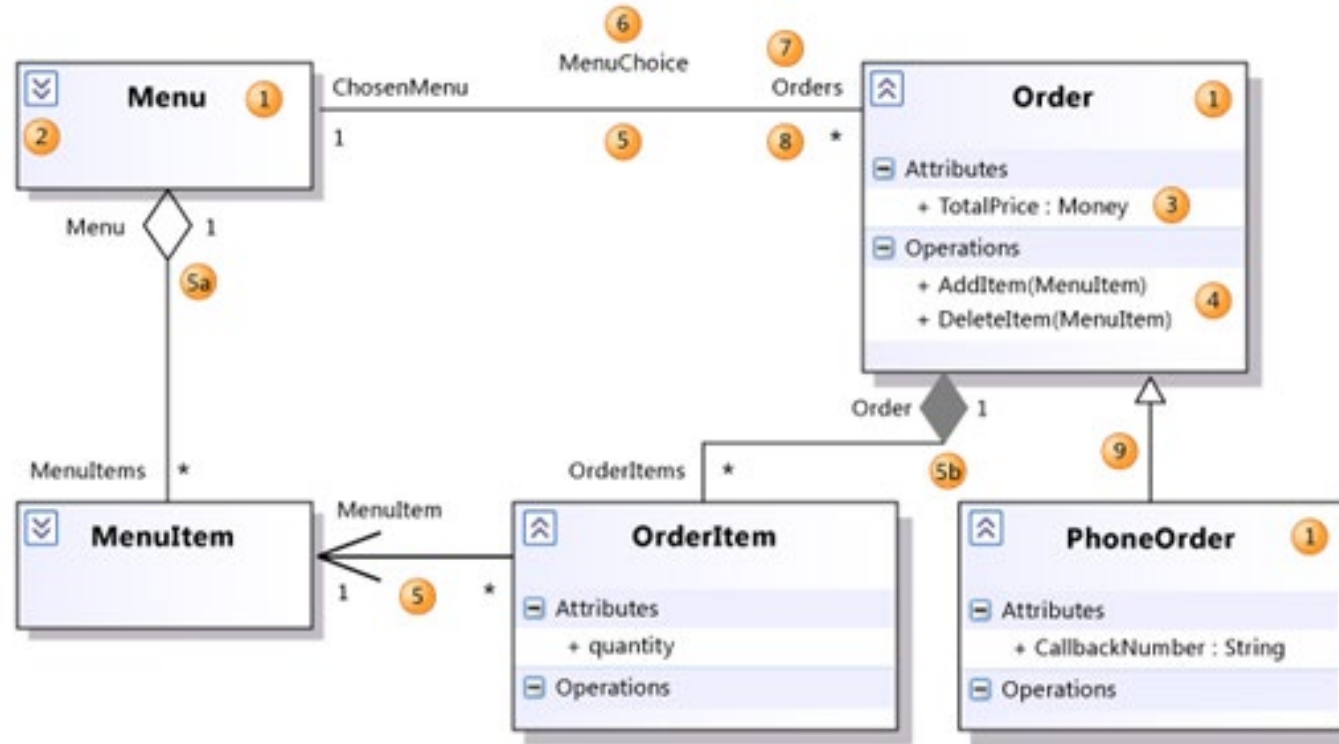 6
MenuChoice
7
Menu 1
2
ChosenMenu
1
5
Orders
8 *
Order 1
Attributes
+ TotalPrice : Money 3
Operations
+ AddItem(MenuItem)
+ DeleteItem(MenuItem)
4
Menu 1
5a
MenuItems *
MenuItem
MenuItem
1 5 *
Order 1
5b
OrderItems *
OrderItem
Attributes
+ quantity
Operations
9
PhoneOrder 1
Attributes
+ CallbackNumber : String
Operations